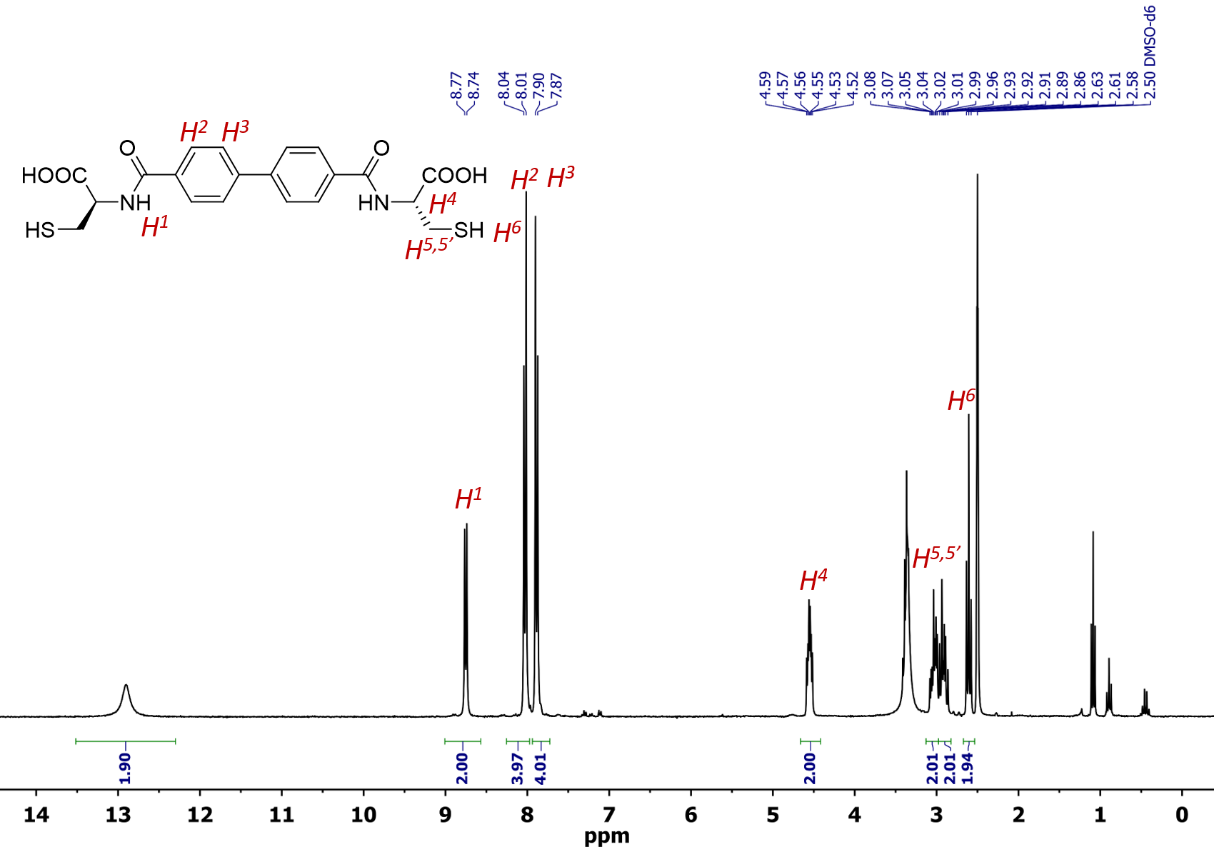 8.77
8.74
8.04
8.01
7.90
7.87
4.59
4.57
4.56
4.55
4.53
4.52
3.08
3.07
3.05
3.04
3.02
3.01
2.99
2.96
2.93
2.92
2.91
2.89
2.86
2.63
2.61
2.58
2.50 DMSO-d6
H2 H3
O O
HOOC COOH
NH HN
H1 H4
HS SH
H5,5’
H2 H3
H6
H6
H1
H5,5’
H4
1.90
2.00
3.97
4.01
2.00
2.01
2.01
1.94
14 13 12 11 10 9 8 7 6 5 4 3 2 1 0
ppm